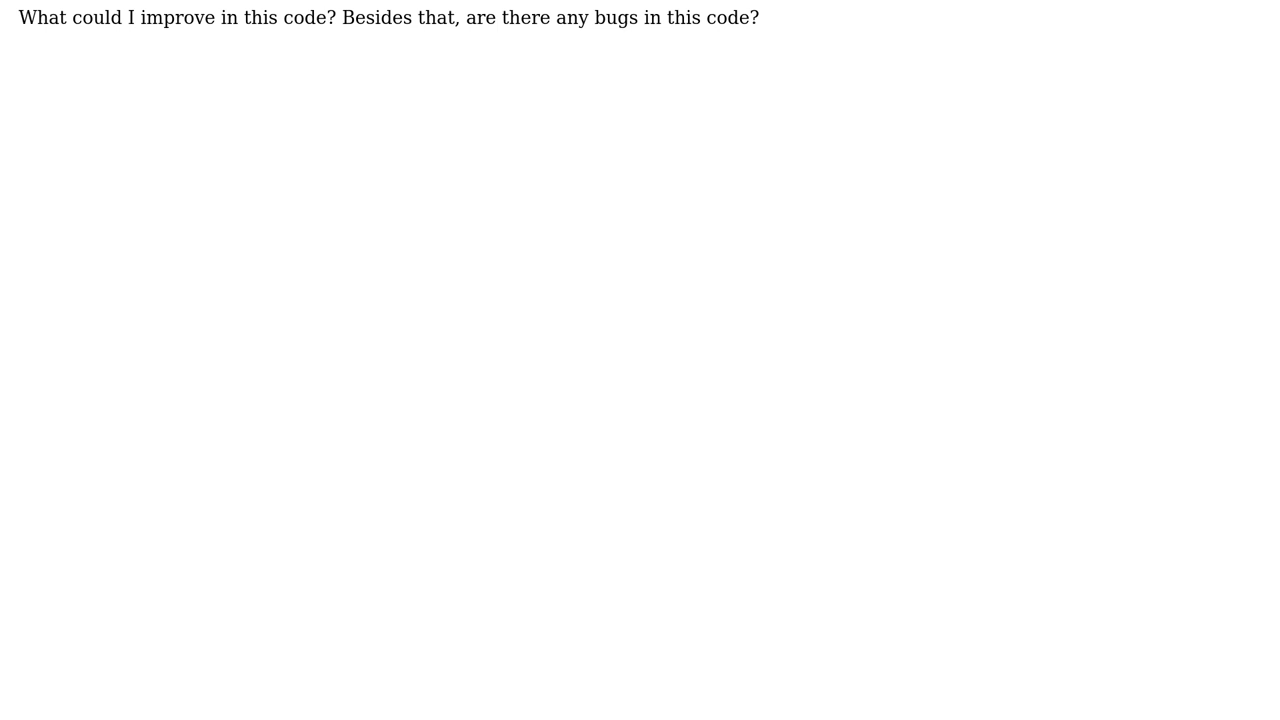 What could I improve in this code? Besides that, are there any bugs in this code?